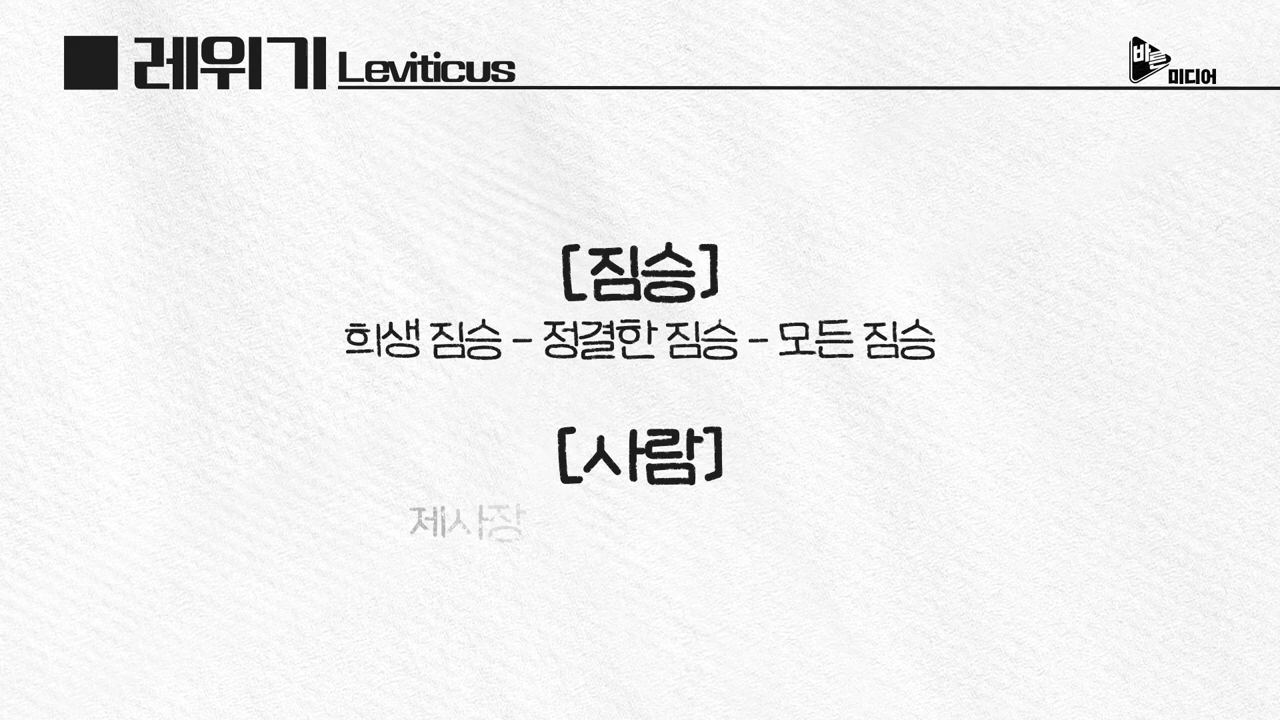 레위기 Leviticus
바른 미디어
[짐승]
희생 짐승 - 정결한 짐승 - 모든 짐승
[사람]
제사장